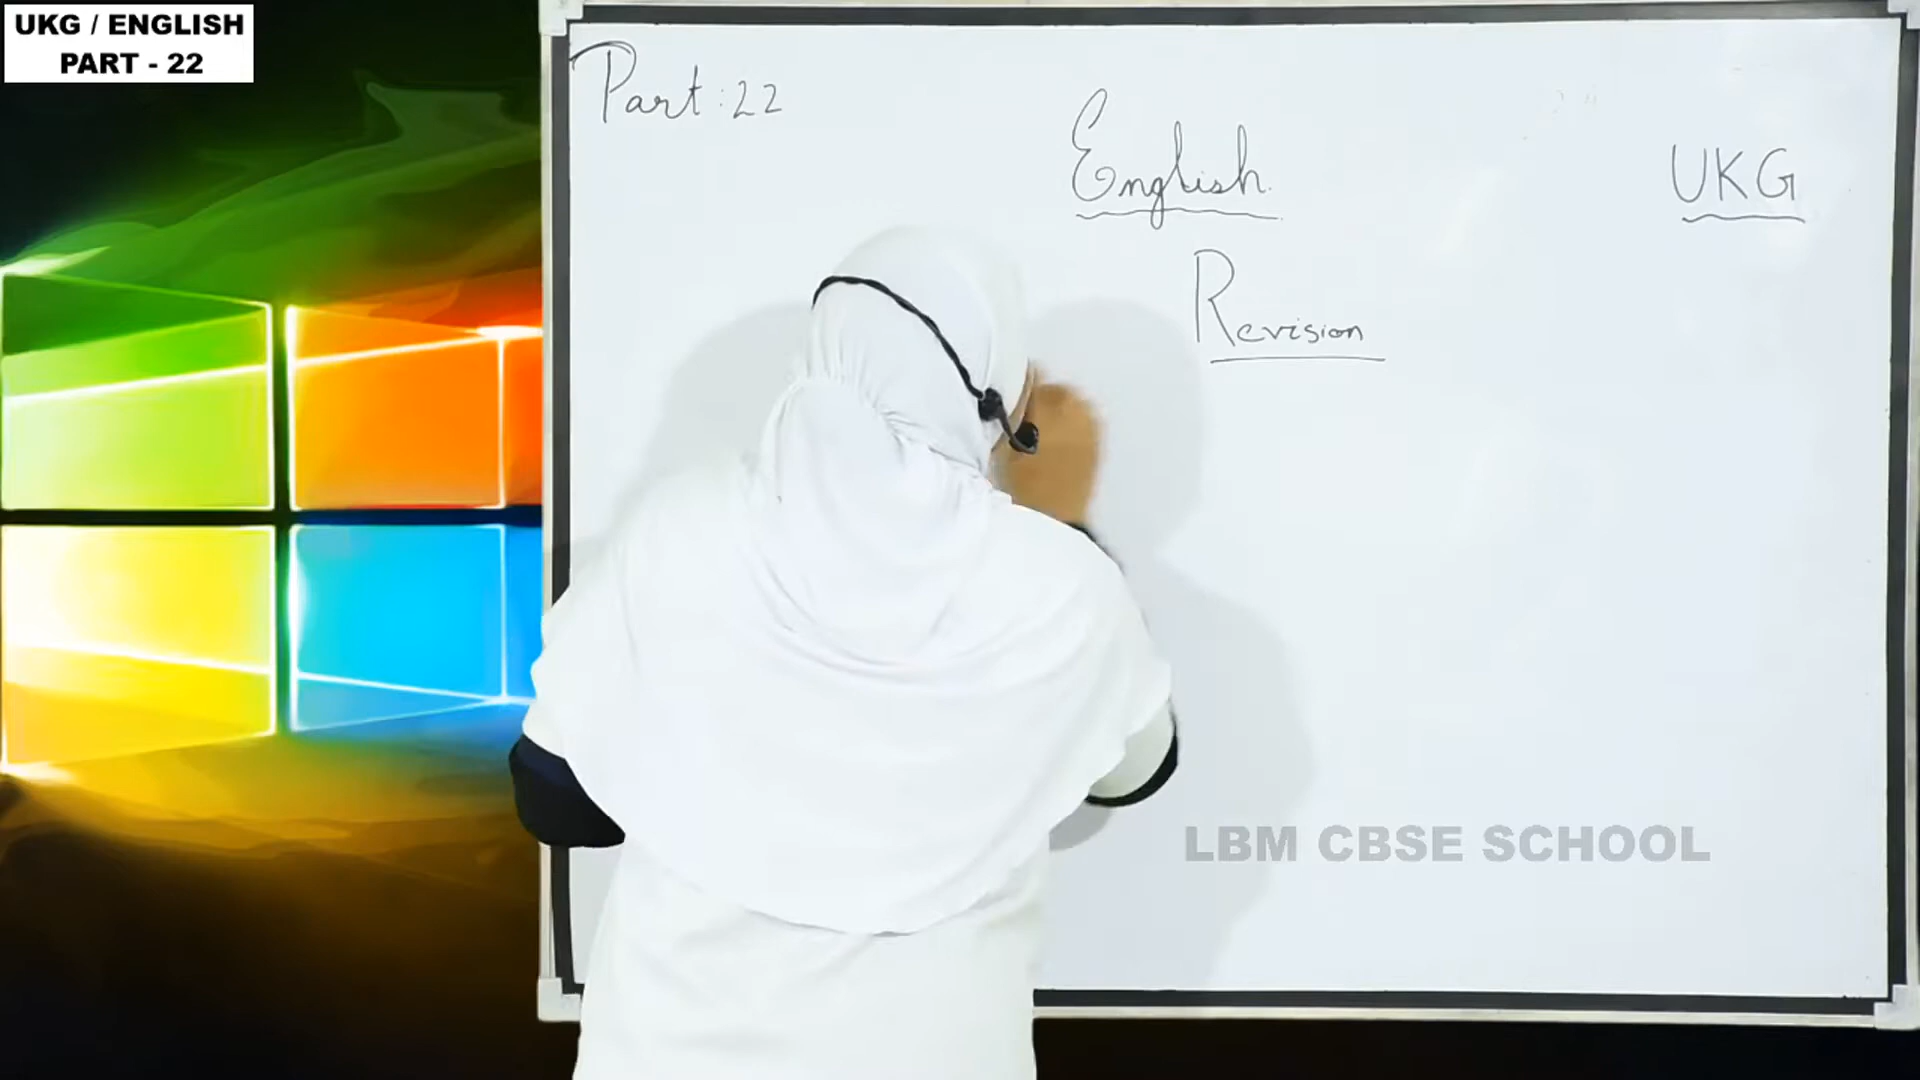 UKG / ENGLISH
PART - 22
Part : 22
English
UKG
Revision
LBM CBSE SCHOOL